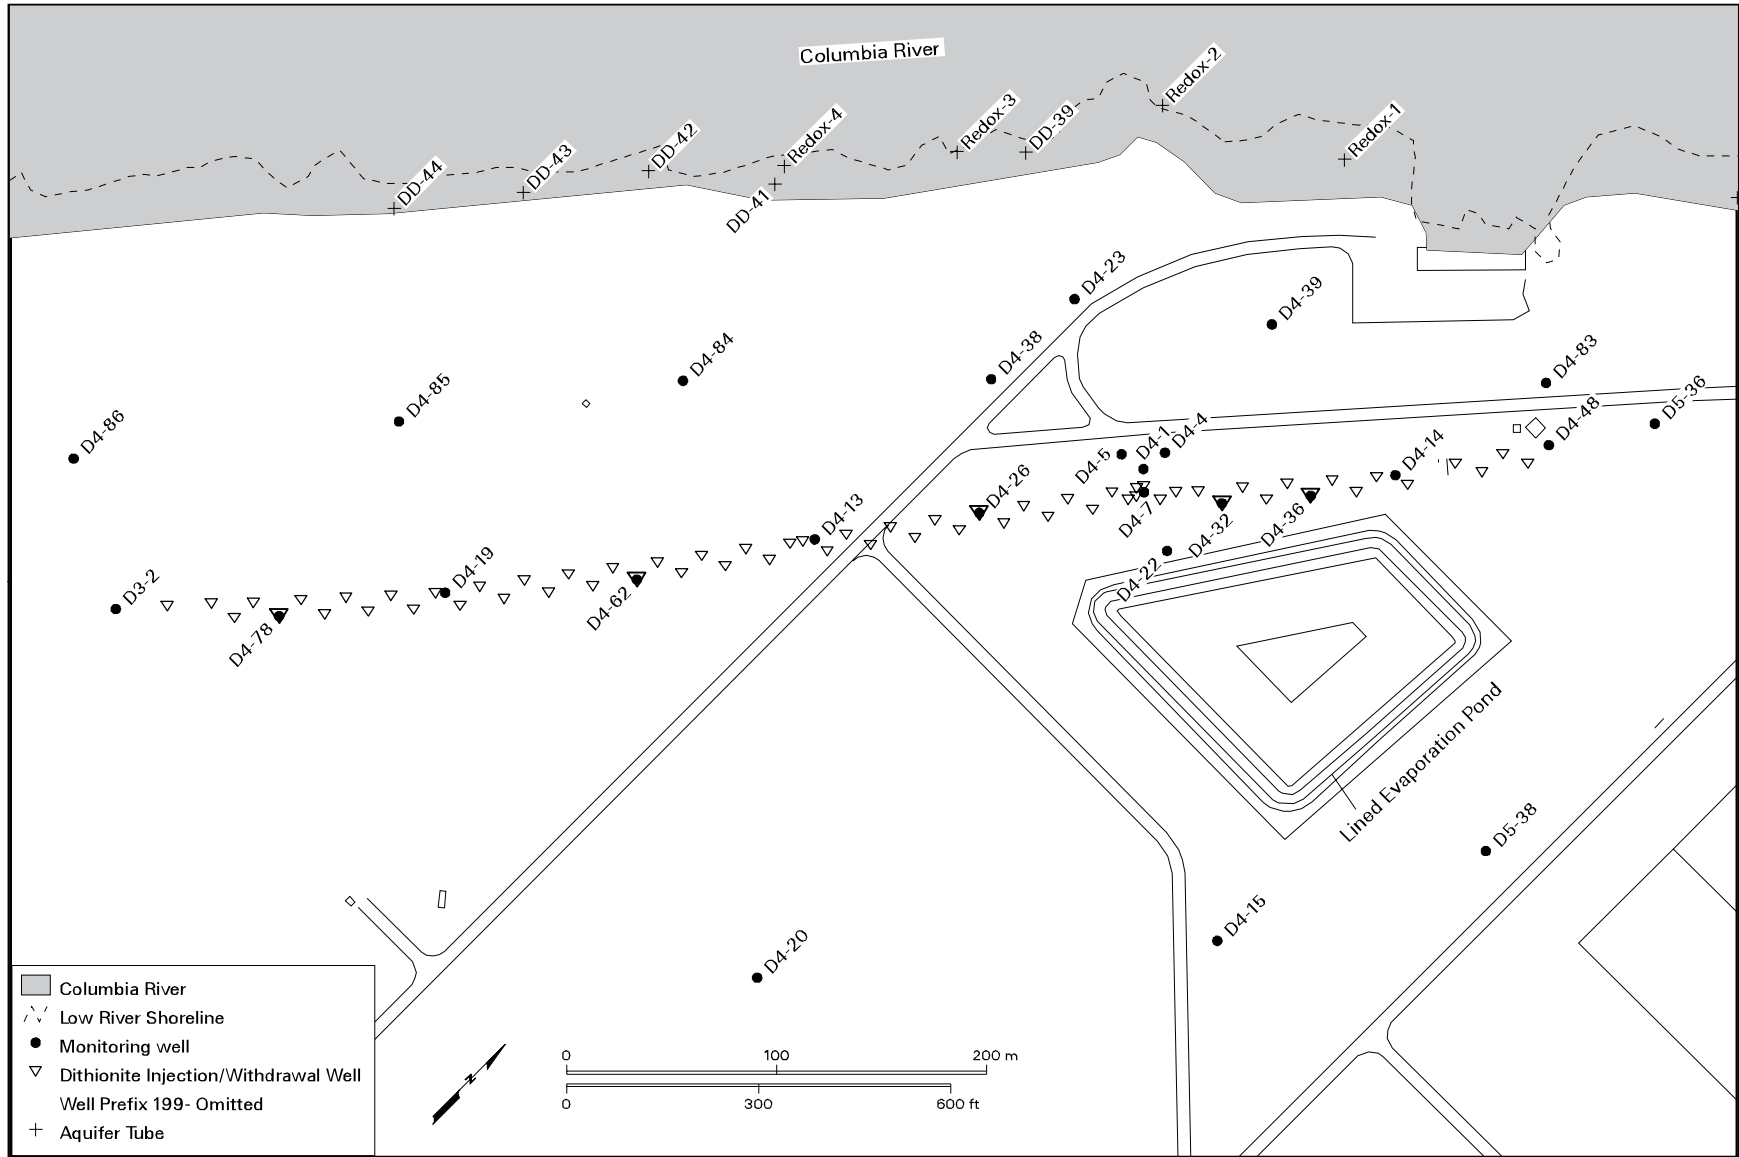 Columbia River
Redox-2
Redox-3
DD-39
Redox-4
Redox-1
DD-42
DD-43
DD-44
DD-41
D4-23
D4-39
D4-38
D4-84
D4-83
D4-85
D5-36
D4-86
D4-48
D4-4
D4-1
D4-14
D4-5
D4-26
D4-13
D4-7
D4-32
D4-36
D4-19
D3-2
D4-22
D4-62
D4-78
Lined Evaporation Pond
D5-38
D4-15
D4-20
Columbia River
Low River Shoreline
Monitoring well
Dithionite Injection/Withdrawal Well
Well Prefix 199- Omitted
Aquifer Tube
N
0 100 200 m
0 300 600 ft